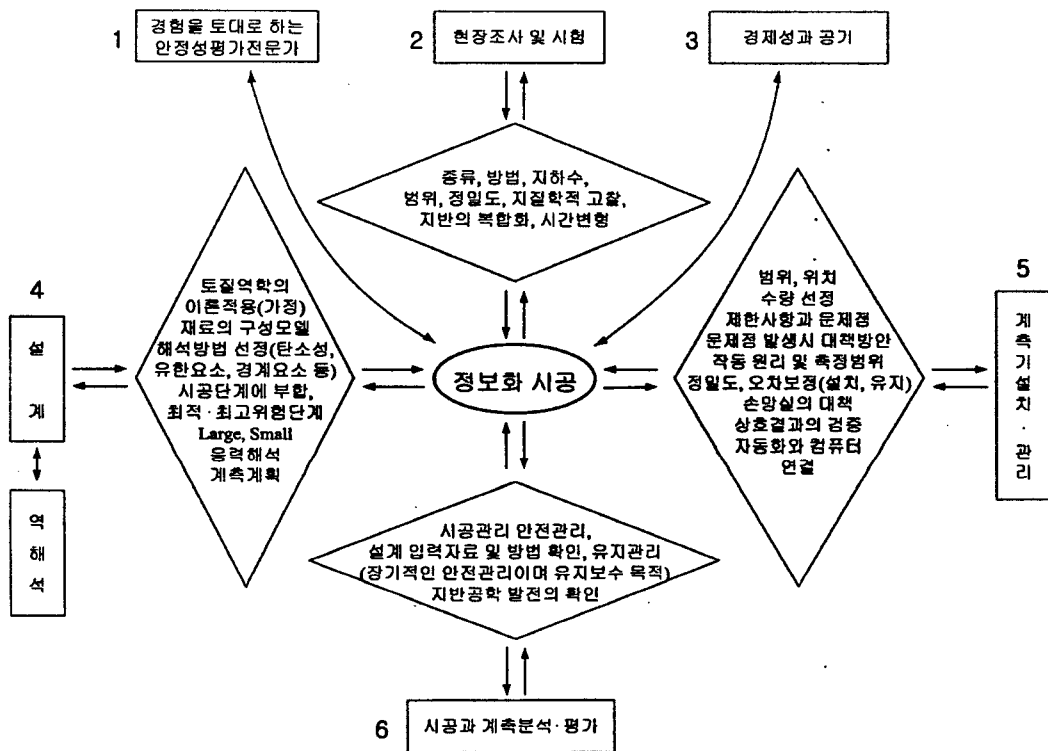 1
경험을 토대로 하는
안정성평가전문가
2
현장조사 및 시험
3
경제성과 공기
종류, 방법, 지하수,
범위, 정밀도, 지질학적 고찰,
지반의 복합화, 시간변형
4
설계
역해석
토질역학의
이론적용(가정)
재료의 구성모델
해석방법 선정(탄소성,
유한요소, 경계요소 등)
시공단계에 부합,
최적·최고위험단계
Large, Small
응력해석
계측계획
정보화 시공
범위, 위치
수량 선정
제한사항과 문제점
문제점 발생시 대책방안
작동 원리 및 측정범위
정밀도, 오차보정(설치, 유지)
손망실의 대책
상호결과의 검증
자동화와 컴퓨터
연결
5
계측기설치·관리
시공관리 안전관리,
설계 입력자료 및 방법 확인, 유지관리
(장기적인 안전관리이며 유지보수 목적)
지반공학 발전의 확인
6
시공과 계측분석·평가